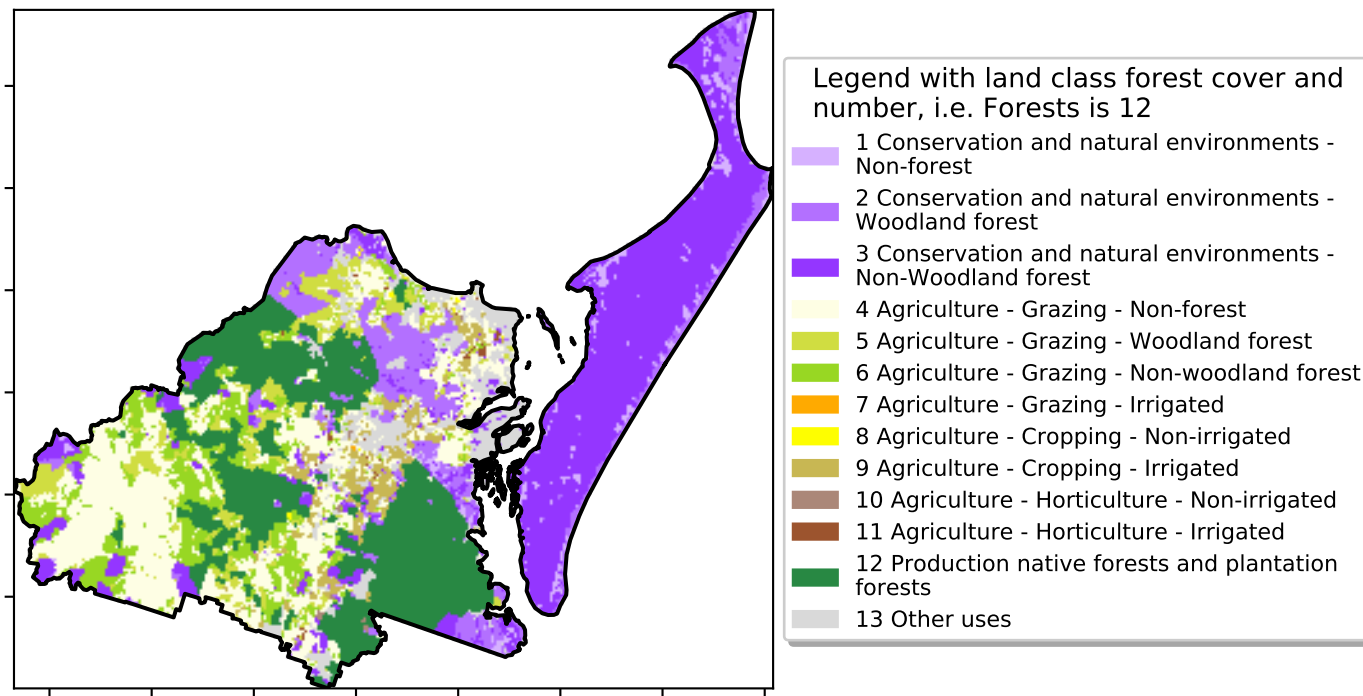 Legend with land class forest cover and
number, i.e. Forests is 12
1 Conservation and natural environments -
Non-forest
2 Conservation and natural environments -
Woodland forest
3 Conservation and natural environments -
Non-Woodland forest
4 Agriculture - Grazing - Non-forest
5 Agriculture - Grazing - Woodland forest
6 Agriculture - Grazing - Non-woodland forest
7 Agriculture - Grazing - Irrigated
8 Agriculture - Cropping - Non-irrigated
9 Agriculture - Cropping - Irrigated
10 Agriculture - Horticulture - Non-irrigated
11 Agriculture - Horticulture - Irrigated
12 Production native forests and plantation
forests
13 Other uses